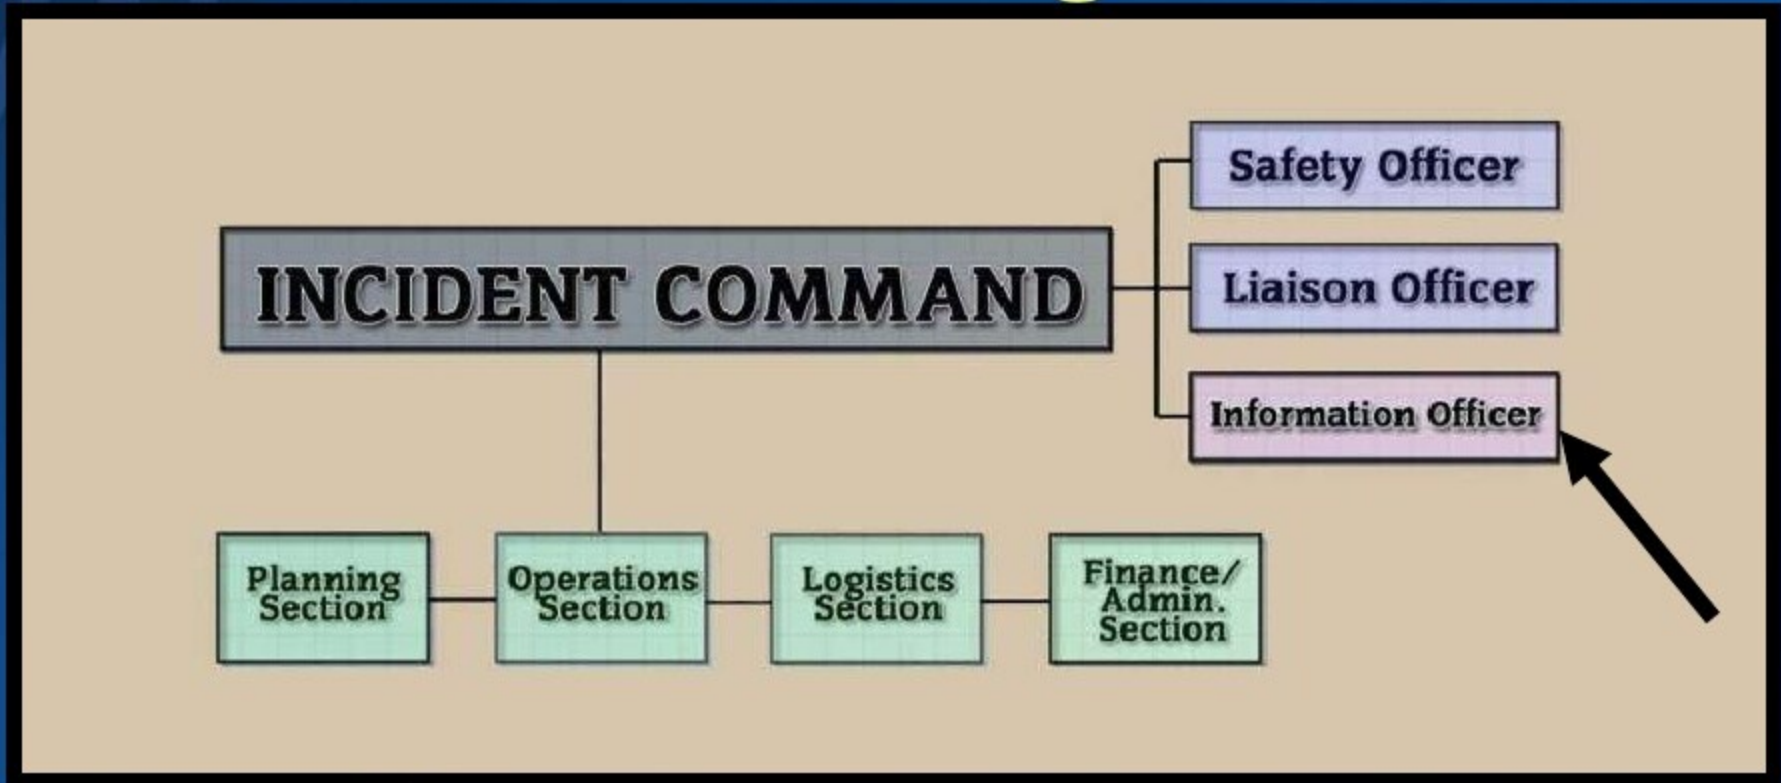 Safety Officer
INCIDENT COMMAND
Liaison Officer
Information Officer
Planning
Section
Operations
Section
Logistics
Section
Finance/
Admin.
Section